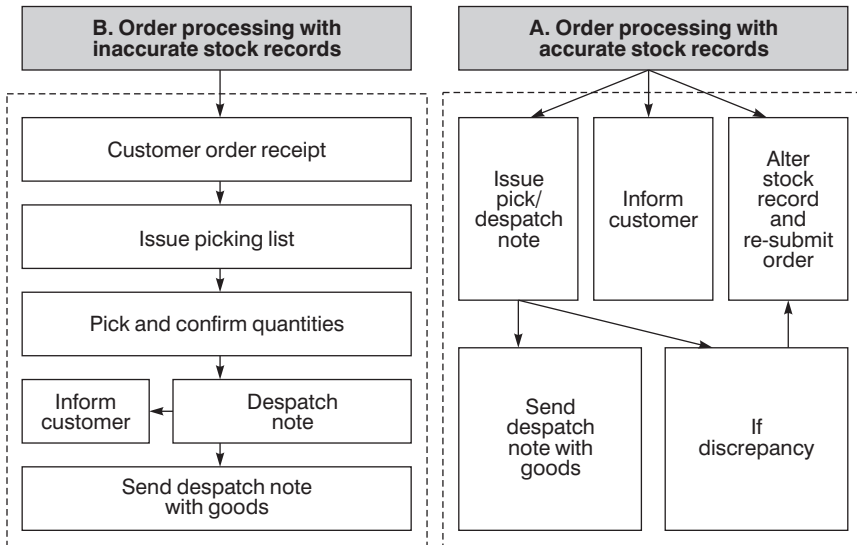 B. Order processing with
inaccurate stock records
Customer order receipt
Issue picking list
Pick and confirm quantities
Inform
customer
Despatch
note
Send despatch note
with goods
A. Order processing with
accurate stock records
Issue
pick/
despatch
note
Inform
customer
Alter
stock
record
and
re-submit
order
Send
despatch
note with
goods
If
discrepancy